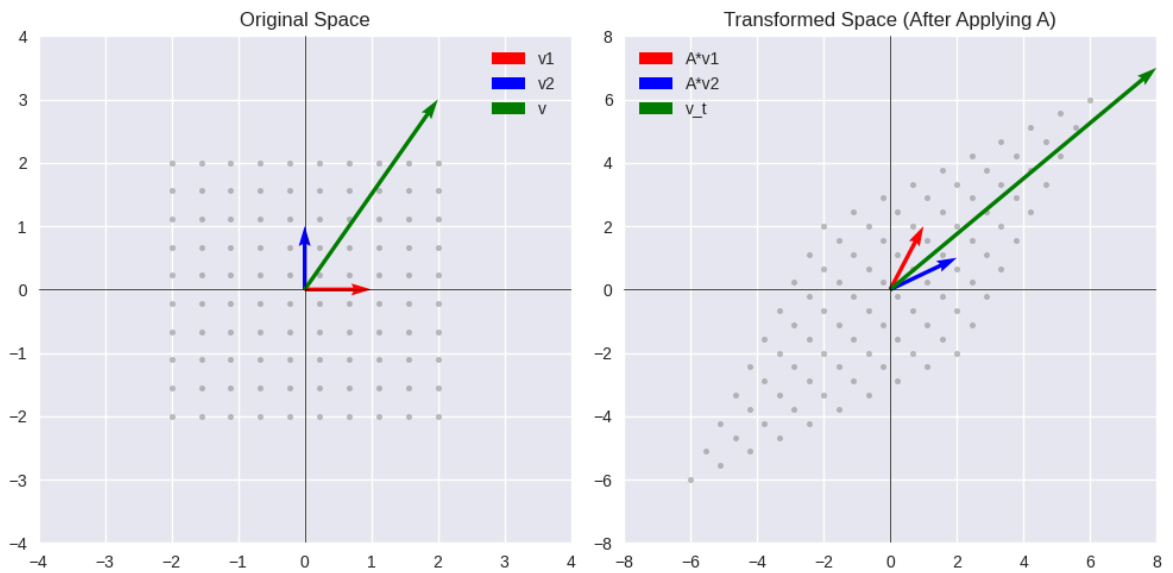 Original Space
4
3
2
1
0
−1
−2
−3
−4
−4 −3 −2 −1 0 1 2 3 4
v1
v2
v
Transformed Space (After Applying A)
8
6
4
2
0
−2
−4
−6
−8
−8 −6 −4 −2 0 2 4 6 8
A*v1
A*v2
v_t